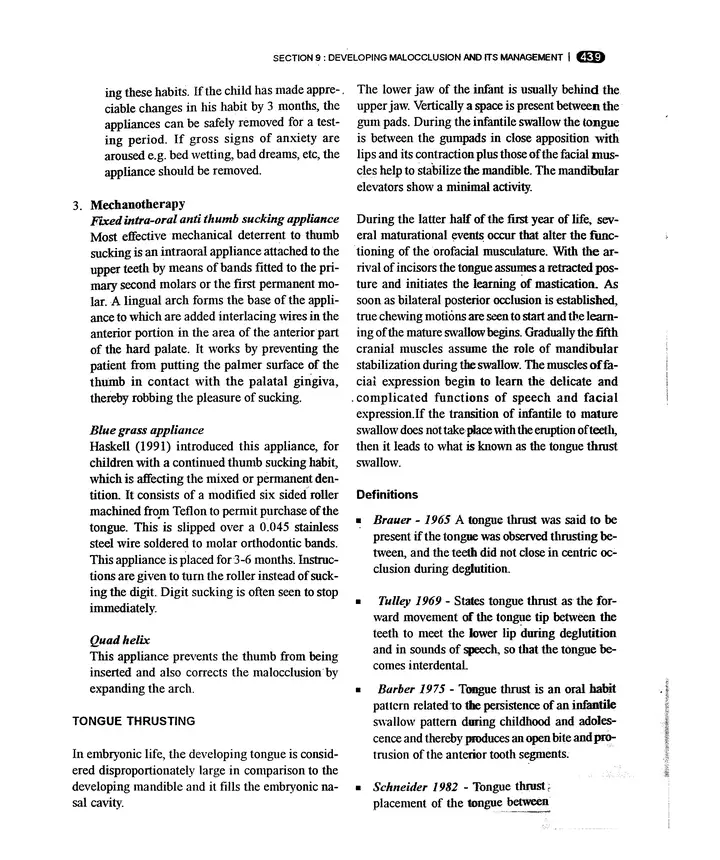 SECTION 9 : DEVELOPING MALOCCLUSION AND ITS MANAGEMENT | 439
ing these habits. If the child has made appre-
ciable changes in his habit by 3 months, the
appliances can be safely removed for a test-
ing period. If gross signs of anxiety are
aroused e.g. bed wetting, bad dreams, etc, the
appliance should be removed.
3. Mechanotherapy
Fixed intra-oral anti thumb sucking appliance
Most effective mechanical deterrent to thumb
sucking is an intraoral appliance attached to the
upper teeth by means of bands fitted to the pri-
mary second molars or the first permanent mo-
lar. A lingual arch forms the base of the appli-
ance to which are added interlacing wires in the
anterior portion in the area of the anterior part
of the hard palate. It works by preventing the
patient from putting the palmer surface of the
thumb in contact with the palatal gingiva,
thereby robbing the pleasure of sucking.
Blue grass appliance
Haskell (1991) introduced this appliance, for
children with a continued thumb sucking habit,
which is affecting the mixed or permanent den-
tition. It consists of a modified six sided roller
machined from Teflon to permit purchase of the
tongue. This is slipped over a 0.045 stainless
steel wire soldered to molar orthodontic bands.
This appliance is placed for 3-6 months. Instruc-
tions are given to turn the roller instead of suck-
ing the digit. Digit sucking is often seen to stop
immediately.
Quad helix
This appliance prevents the thumb from being
inserted and also corrects the malocclusion by
expanding the arch.
TONGUE THRUSTING
In embryonic life, the developing tongue is consid-
ered disproportionately large in comparison to the
developing mandible and it fills the embryonic na-
sal cavity.
The lower jaw of the infant is usually behind the
upper jaw. Vertically a space is present between the
gum pads. During the infantile swallow the tongue
is between the gumpads in close apposition with
lips and its contraction plus those of the facial mus-
cles help to stabilize the mandible. The mandibular
elevators show a minimal activity.
During the latter half of the first year of life, sev-
eral maturational events occur that alter the func-
tioning of the orofacial musculature. With the ar-
rival of incisors the tongue assumes a retracted pos-
ture and initiates the learning of mastication. As
soon as bilateral posterior occlusion is established,
true chewing motions are seen to start and the learn-
ing of the mature swallow begins. Gradually the fifth
cranial muscles assume the role of mandibular
stabilization during the swallow. The muscles of fa-
cial expression begin to learn the delicate and
complicated functions of speech and facial
expression.If the transition of infantile to mature
swallow does not take place with the eruption of teeth,
then it leads to what is known as the tongue thrust
swallow.
Definitions
▪ Brauer - 1965 A tongue thrust was said to be
present if the tongue was observed thrusting be-
tween, and the teeth did not close in centric oc-
clusion during deglutition.
▪ Tulley 1969 - States tongue thrust as the for-
ward movement of the tongue tip between the
teeth to meet the lower lip during deglutition
and in sounds of speech, so that the tongue be-
comes interdental.
▪ Barber 1975 - Tongue thrust is an oral habit
pattern related to the persistence of an infantile
swallow pattern during childhood and adoles-
cence and thereby produces an open bite and pro-
trusion of the anterior tooth segments.
▪ Schneider 1982 - Tongue thrust
placement of the tongue between